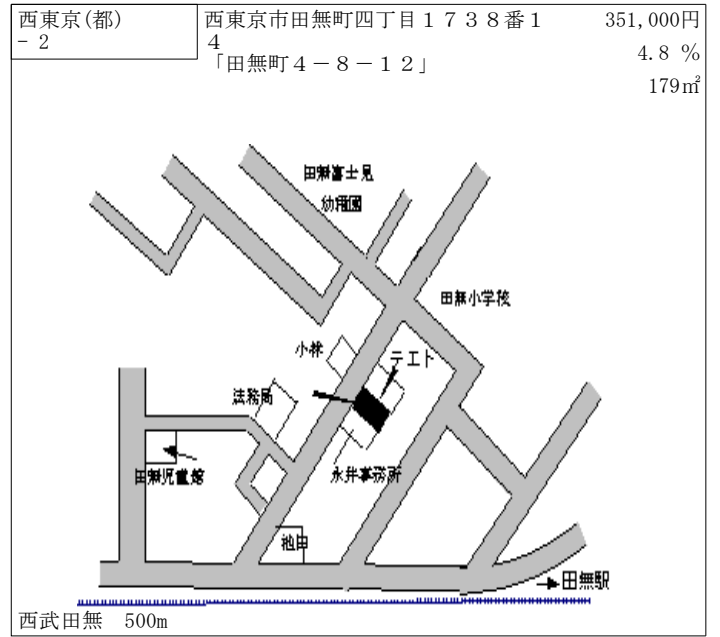 西東京(都)
- 2
西東京市田無町四丁目１７３８番１
４
「田無町４－８－１２」
351,000円
4.8 %
179㎡
田無富士見
幼稚園
田無小学校
小林
テエト
法務局
田無児童館
永井事務所
池田
田無駅
西武田無 500m